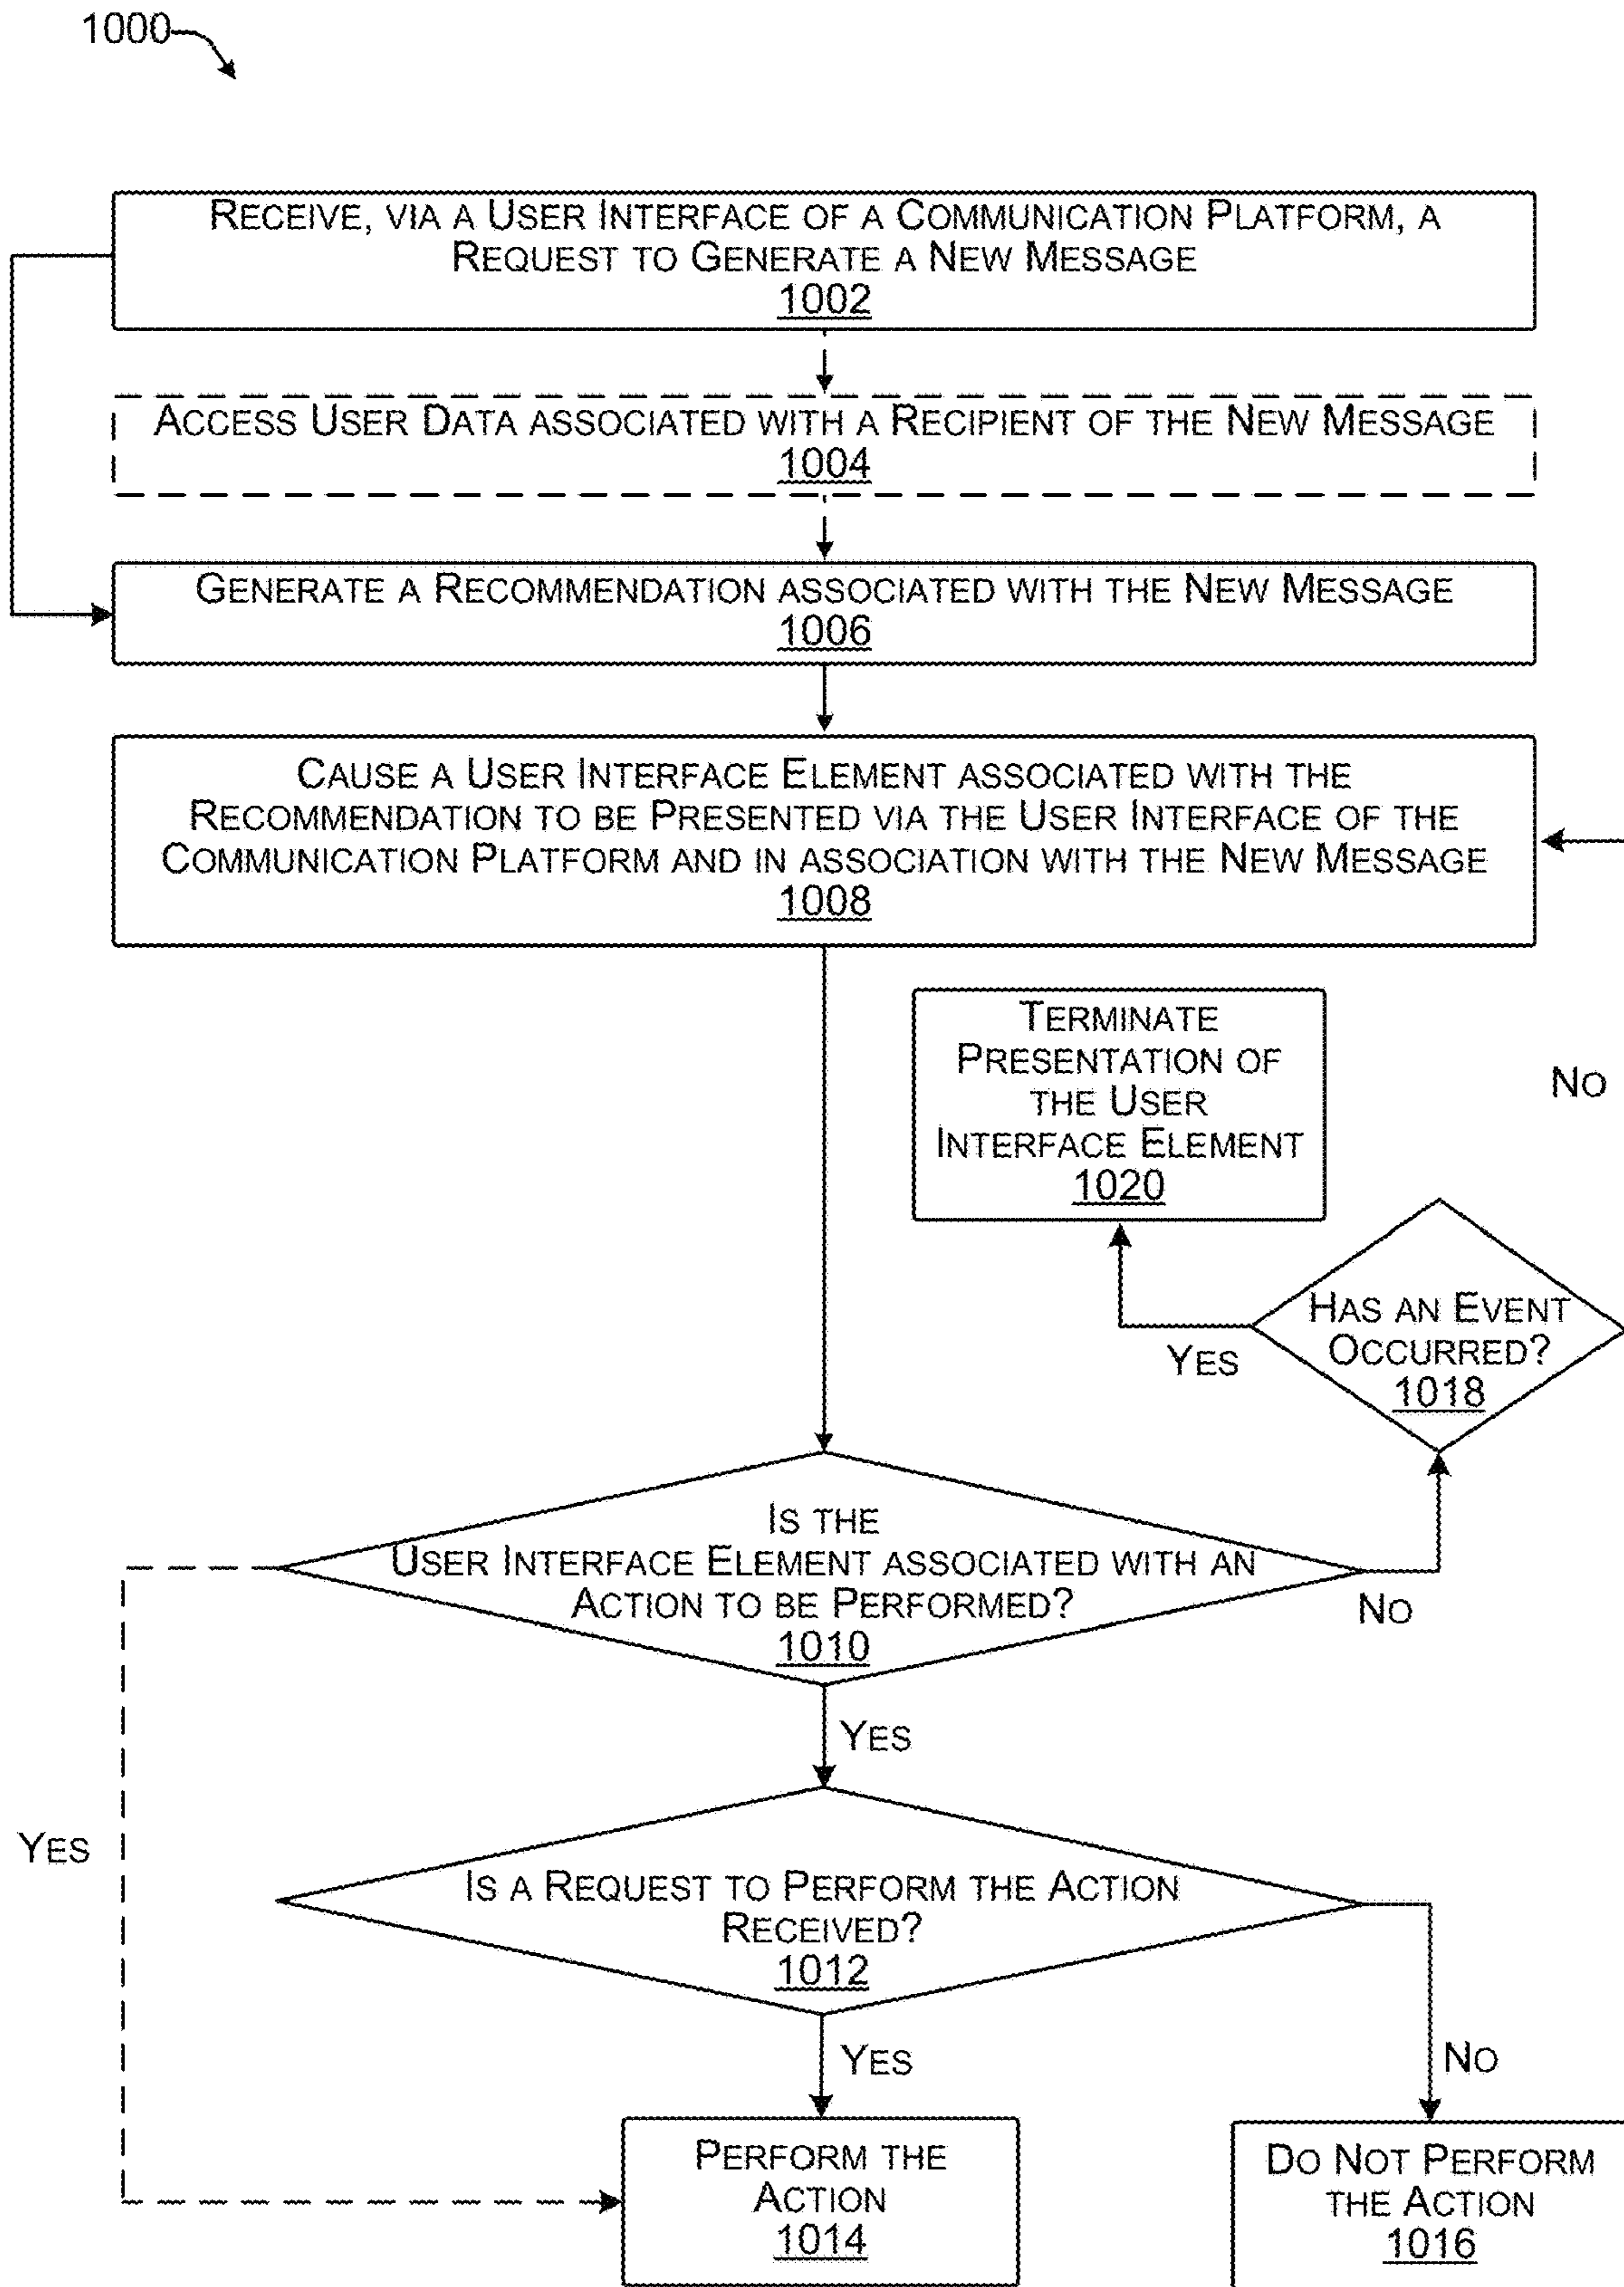 1000
RECEIVE, VIA A USER INTERFACE OF A COMMUNICATION PLATFORM, A
REQUEST TO GENERATE A NEW MESSAGE
1002
ACCESS USER DATA ASSOCIATED WITH A RECIPIENT OF THE NEW MESSAGE
1004
GENERATE A RECOMMENDATION ASSOCIATED WITH THE NEW MESSAGE
1006
CAUSE A USER INTERFACE ELEMENT ASSOCIATED WITH THE
RECOMMENDATION TO BE PRESENTED VIA THE USER INTERFACE OF THE
COMMUNICATION PLATFORM AND IN ASSOCIATION WITH THE NEW MESSAGE
1008
TERMINATE
PRESENTATION OF
THE USER
INTERFACE ELEMENT
1020
NO
HAS AN EVENT
OCCURRED?
1018
YES
IS THE
USER INTERFACE ELEMENT ASSOCIATED WITH AN
ACTION TO BE PERFORMED?
1010
NO
YES
YES
IS A REQUEST TO PERFORM THE ACTION
RECEIVED?
1012
YES
NO
PERFORM THE
ACTION
1014
DO NOT PERFORM
THE ACTION
1016